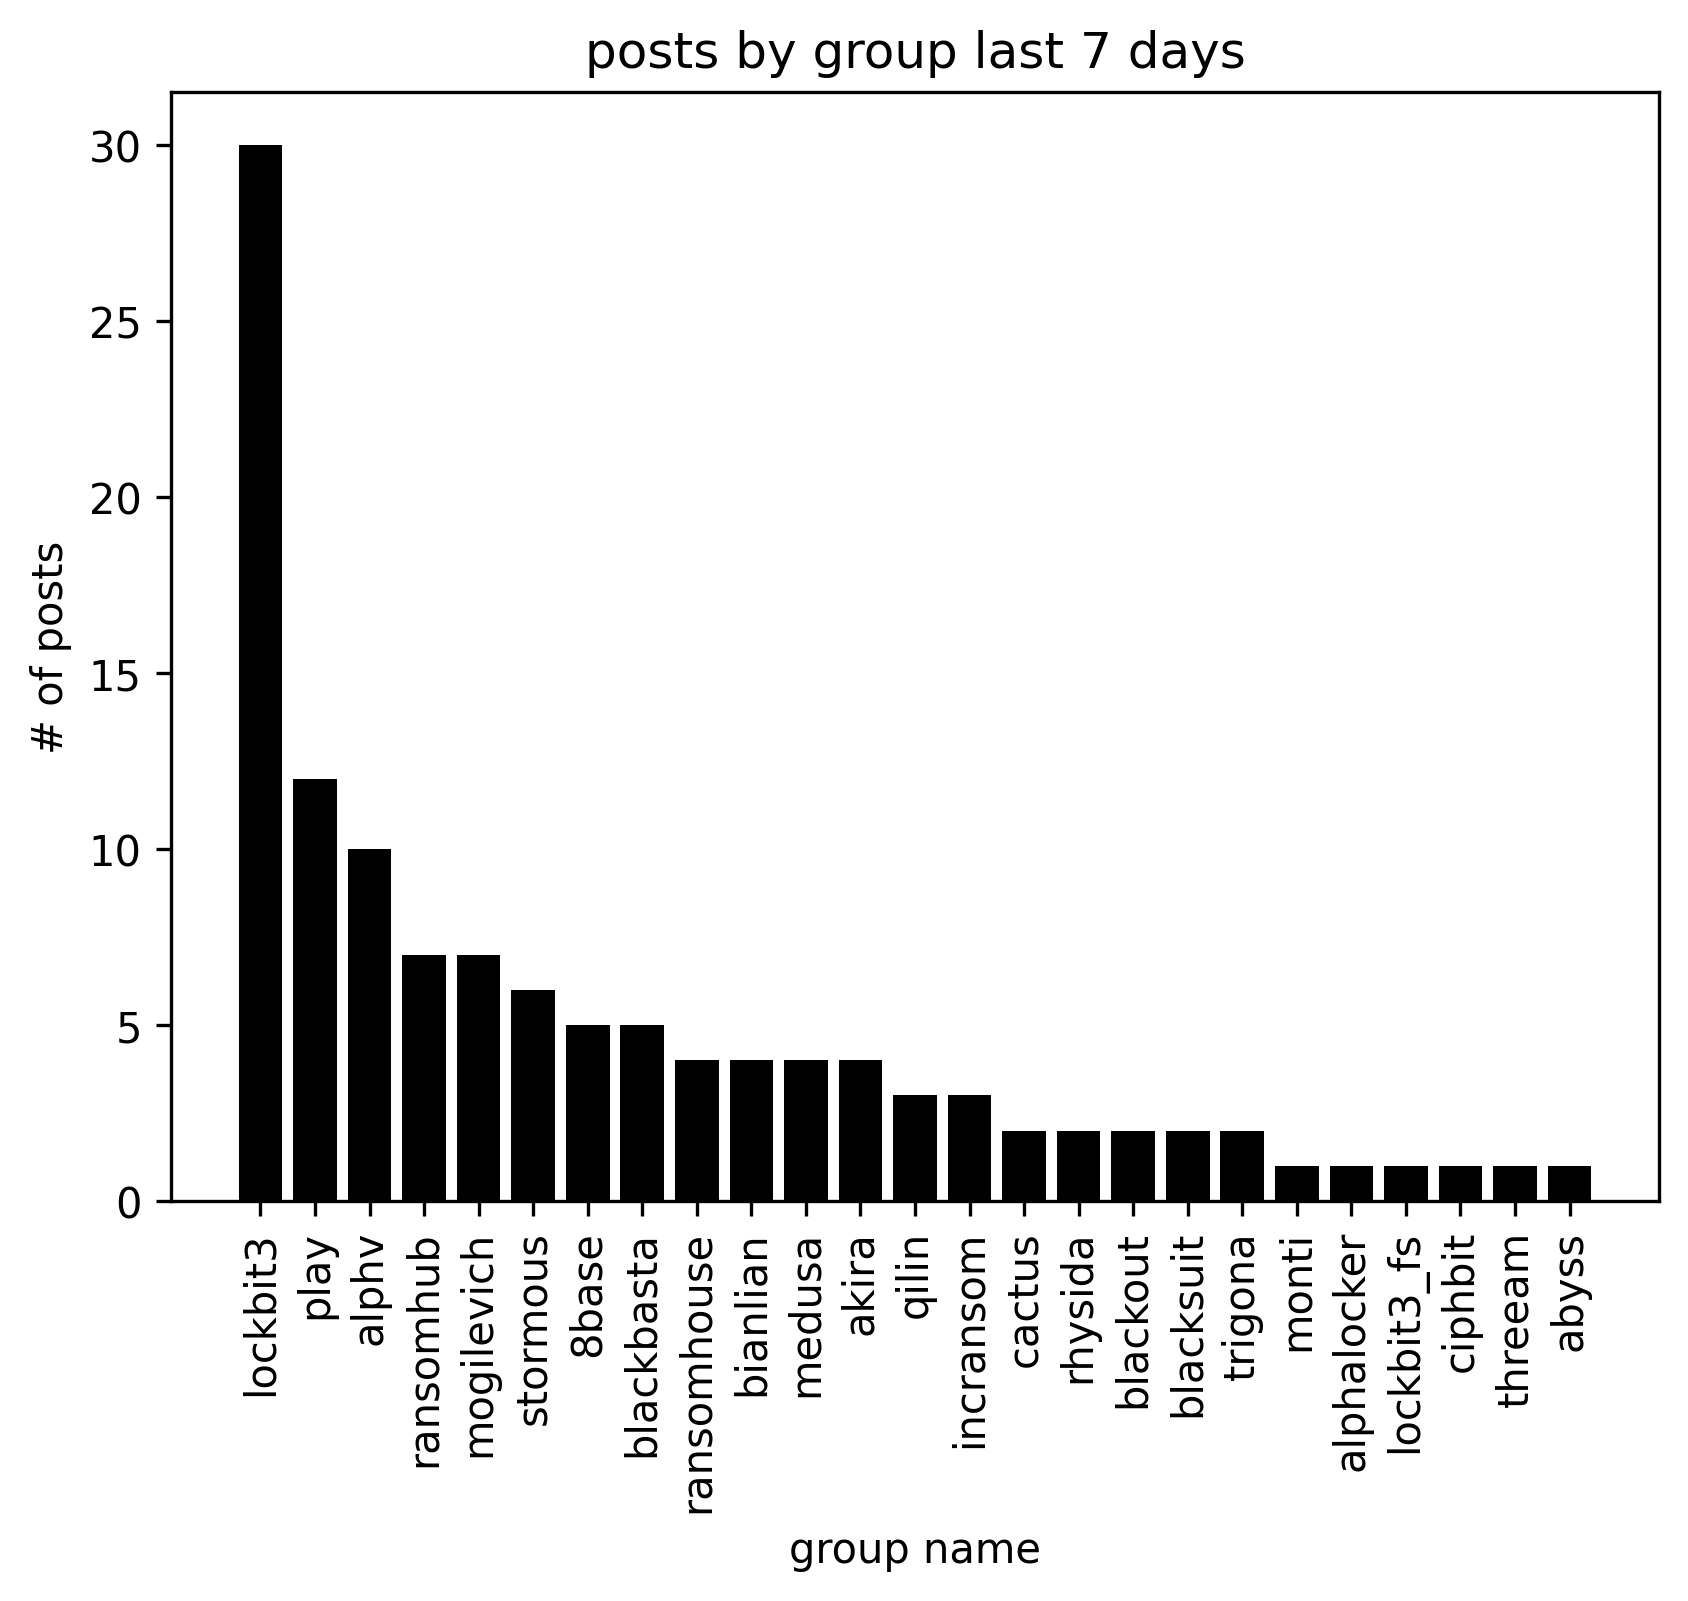 posts by group last 7 days
# of posts
30
25
20
15
10
5
0
lockbit3
play
alphv
ransomhub
mogilevich
stormous
8base
blackbasta
ransomhouse
bianlian
medusa
akira
qilin
incransom
cactus
rhysida
blackout
blacksuit
trigona
monti
alphalocker
lockbit3_fs
ciphbit
threeam
abyss
group name